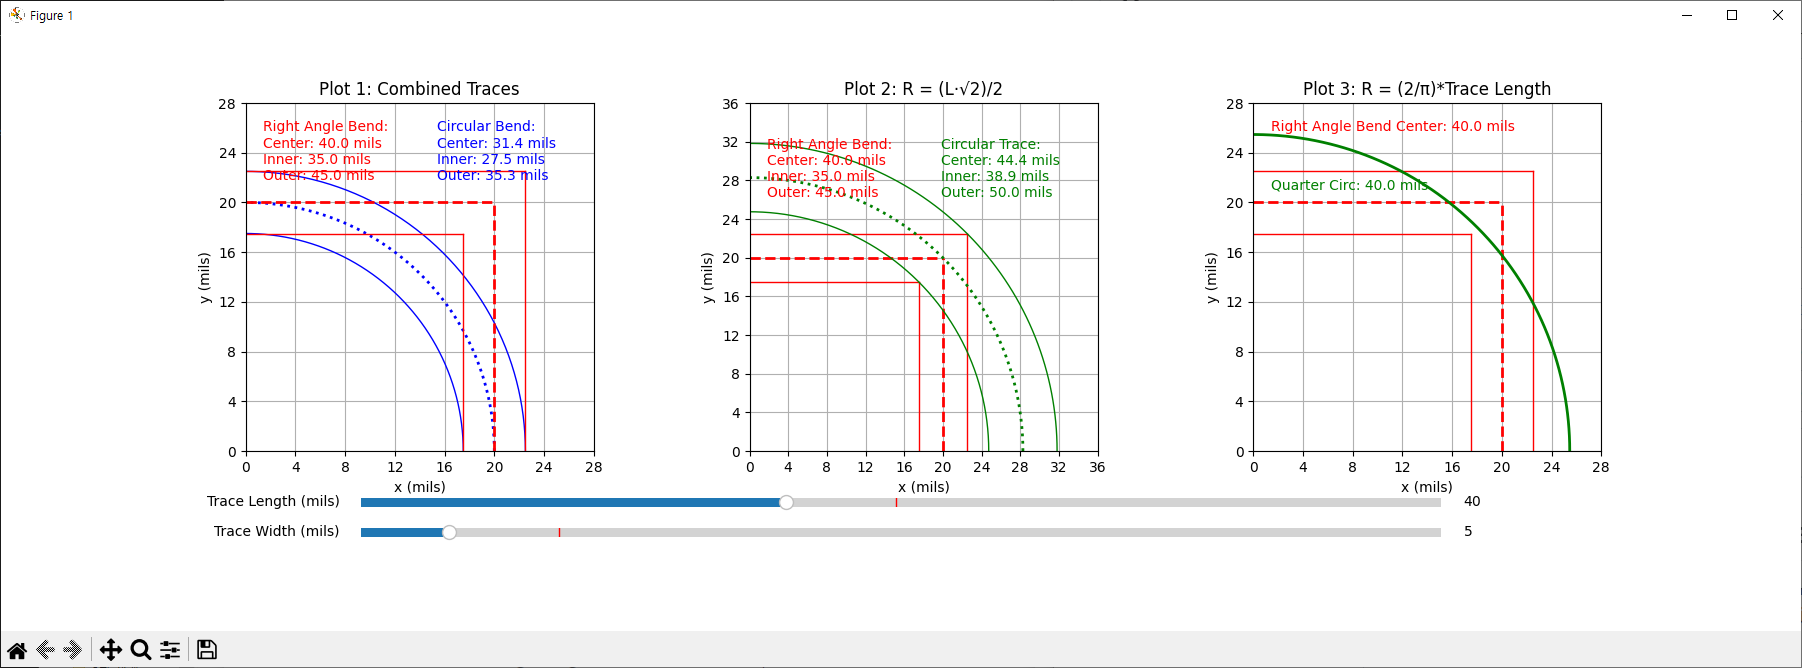 Figure 1
Plot 1: Combined Traces
28
24
20
16
12
8
4
0
y (mils)
Right Angle Bend:
Center: 40.0 mils
Inner: 35.0 mils
Outer: 45.0 mils
Circular Bend:
Center: 31.4 mils
Inner: 27.5 mils
Outer: 35.3 mils
0 4 8 12 16 20 24 28
x (mils)
Plot 2: R = (L·√2)/2
36
32
28
24
20
16
12
8
4
0
y (mils)
Right Angle Bend:
Center: 40.0 mils
Inner: 35.0 mils
Outer: 45.0 mils
Circular Trace:
Center: 44.4 mils
Inner: 38.9 mils
Outer: 50.0 mils
0 4 8 12 16 20 24 28 32 36
x (mils)
Plot 3: R = (2/π)*Trace Length
28
24
20
16
12
8
4
0
y (mils)
Right Angle Bend Center: 40.0 mils
Quarter Circ: 40.0 mils
0 4 8 12 16 20 24 28
x (mils)
Trace Length (mils) 40
Trace Width (mils) 5